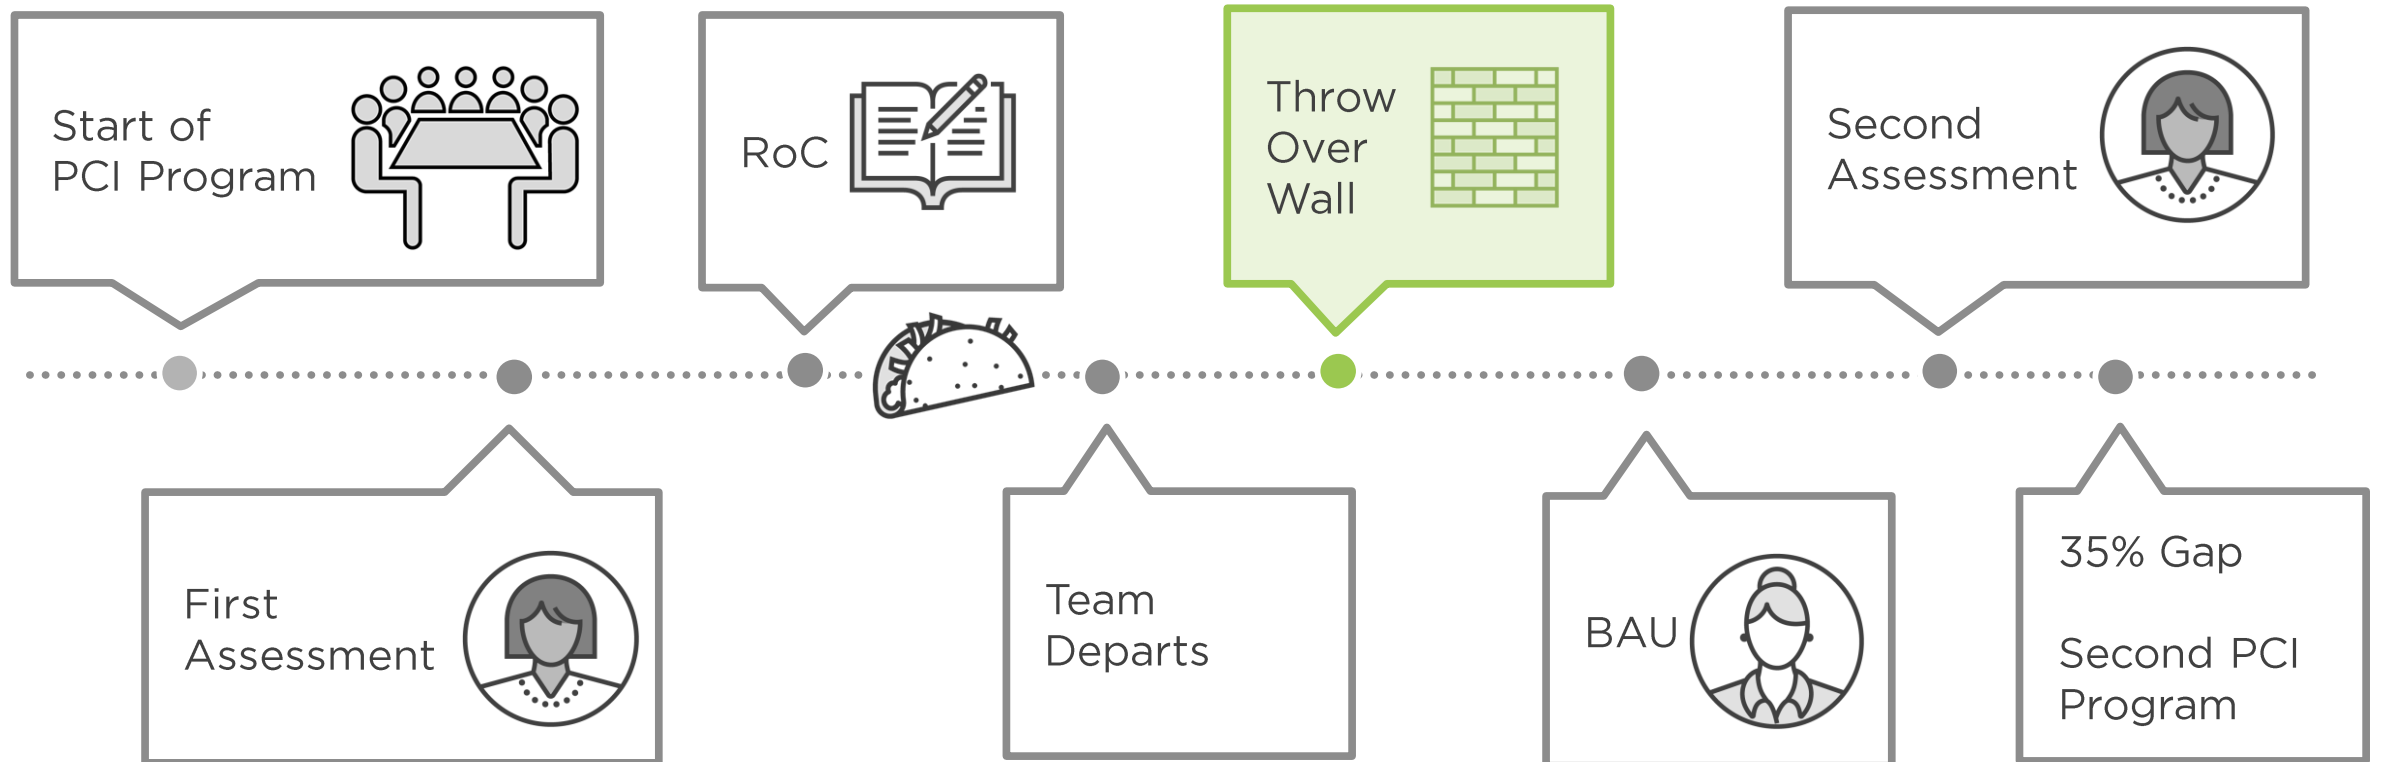 Start of
PCI Program
First
Assessment
RoC
Team
Departs
Throw
Over
Wall
BAU
Second
Assessment
35% Gap
Second PCI
Program